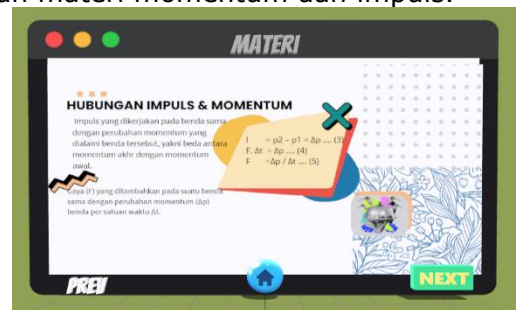 an materi momentum dan impuls.
MATERI
HUBUNGAN IMPULS & MOMENTUM
Impuls yang dikerjakan pada benda sama
dengan perubahan momentum yang
dialami benda tersebut, yakni beda antara
momentum akhr dengan momentum
awal.
Gaya (F) yang ditambahkan pada suatu benda
sama dengan perubahan momentum (Δp)
benda per satuan waktu Δt.
I = p2 – p1 = Δp .... (3)
F. Δt = Δp .... (4)
F =Δp / Δt .... (5)
PREV
NEXT